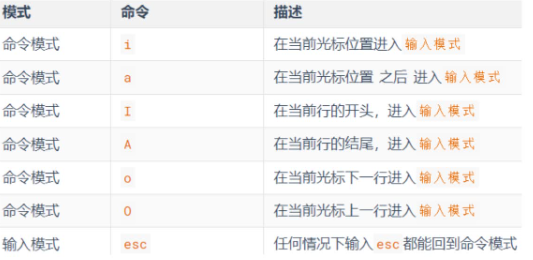 模式 命令 描述
命令模式 i 在当前光标位置进入 输入模式
命令模式 a 在当前光标位置 之后 进入 输入模式
命令模式 I 在当前行的开头，进入 输入模式
命令模式 A 在当前行的结尾，进入 输入模式
命令模式 o 在当前光标下一行进入 输入模式
命令模式 O 在当前光标上一行进入 输入模式
输入模式 esc 任何情况下输入 esc 都能回到命令模式